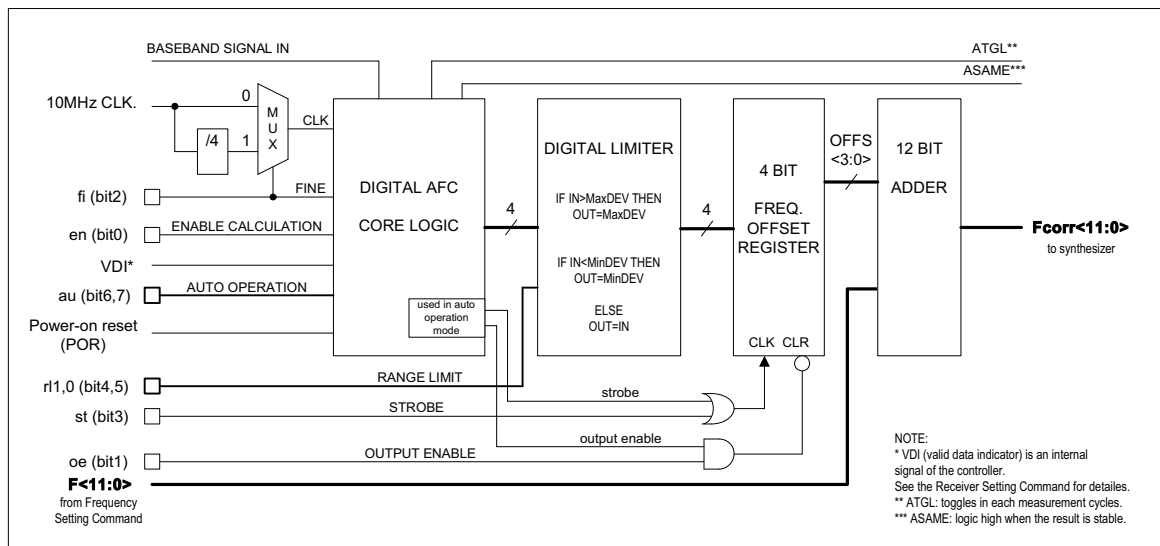 BASEBAND SIGNAL IN
ATGL**
ASAME***
10MHz CLK.
0
MUX
/4
1
CLK
fi (bit2)
FINE
en (bit0)
ENABLE CALCULATION
VDI*
au (bit6,7)
AUTO OPERATION
Power-on reset
(POR)
DIGITAL AFC
CORE LOGIC
used in auto
operation
mode
4
DIGITAL LIMITER
IF IN>MaxDEV THEN
OUT=MaxDEV
IF IN<MinDEV THEN
OUT=MinDEV
ELSE
OUT=IN
4
4 BIT
FREQ.
OFFSET
REGISTER
CLK CLR
OFFS
<3:0>
12 BIT
ADDER
Fcorr<11:0>
to synthesizer
rl1,0 (bit4,5)
RANGE LIMIT
strobe
st (bit3)
STROBE
output enable
oe (bit1)
OUTPUT ENABLE
F<11:0>
from Frequency
Setting Command
NOTE:
* VDI (valid data indicator) is an internal
signal of the controller.
See the Receiver Setting Command for detailes.
** ATGL: toggles in each measurement cycles.
*** ASAME: logic high when the result is stable.